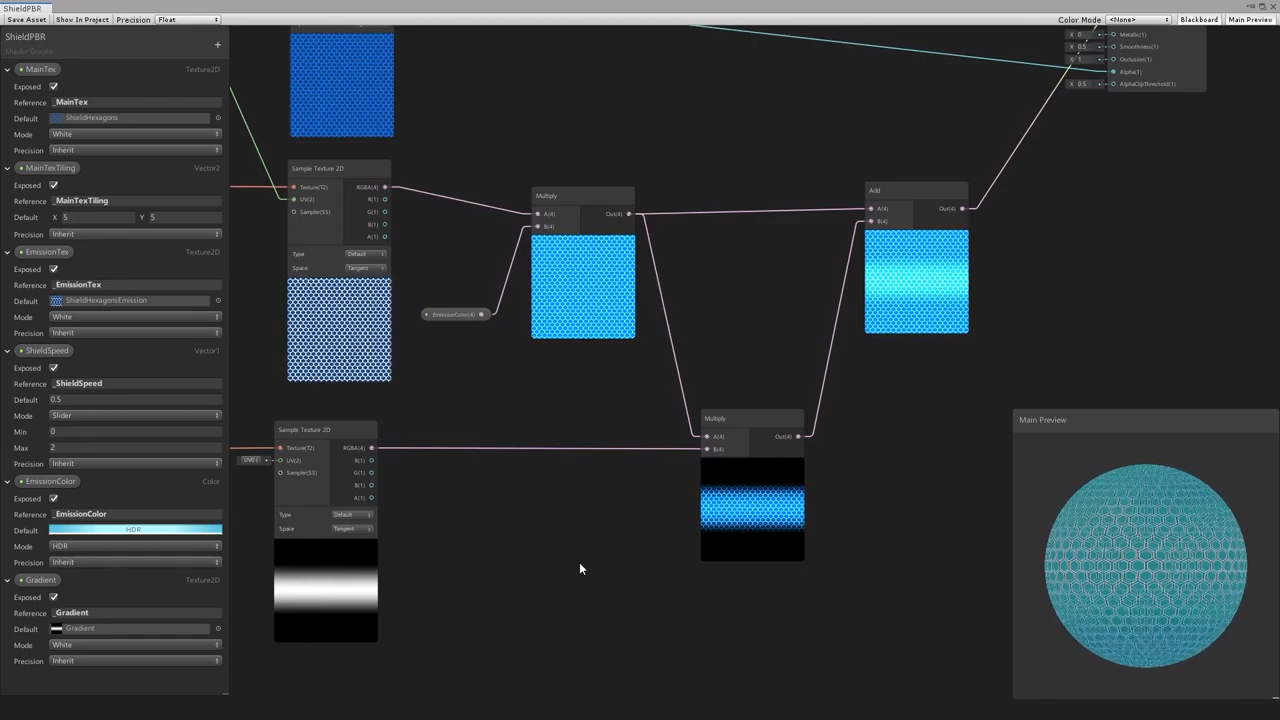 ShieldPBR
Save Asset Show In Project Precision Float Color Mode <None> Blackboard Main Preview
ShieldPBR
Shader Graphs
MainTex Texture2D
Exposed
Reference _MainTex
Default ShieldHexagons
Mode White
Precision Inherit
MainTexTiling Vector2
Exposed
Reference _MainTexTiling
Default X 5 Y 5
Precision Inherit
EmissionTex Texture2D
Exposed
Reference _EmissionTex
Default ShieldHexagonsEmission
Mode White
Precision Inherit
ShieldSpeed Vector1
Exposed
Reference _ShieldSpeed
Default 0.5
Mode Slider
Min 0
Max 2
Precision Inherit
EmissionColor Color
Exposed
Reference _EmissionColor
Default HDR
Mode HDR
Precision Inherit
Gradient Texture2D
Exposed
Reference _Gradient
Default Gradient
Mode White
Precision Inherit
Sample Texture 2D
Texture(T2) RGBA(4)
UV(2) R(1)
Sampler(SS) G(1)
B(1)
A(1)
Type Default
Space Tangent
EmissionColor(4)
Sample Texture 2D
Texture(T2) RGBA(4)
UV0 UV(2) R(1)
Sampler(SS) G(1)
B(1)
A(1)
Type Default
Space Tangent
Multiply
A(4) Out(4)
B(4)
Multiply
A(4) Out(4)
B(4)
Add
A(4) Out(4)
B(4)
X 0 Metallic(1)
X 0.5 Smoothness(1)
X 1 Occlusion(1)
Alpha(1)
X 0.5 AlphaClipThreshold(1)
Main Preview